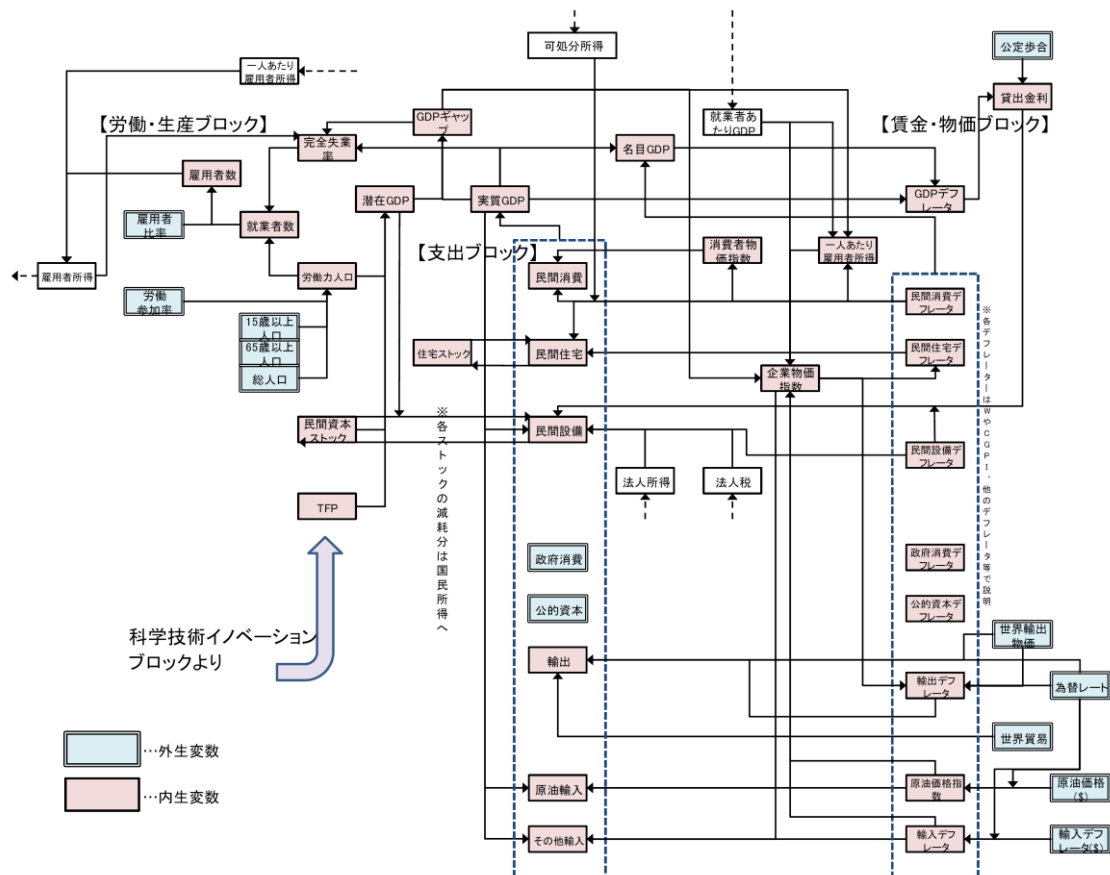 可処分所得
公定歩合
一人あたり
雇用者所得
貸出金利
GDPギャッ
プ
就業者あ
たりGDP
【労働・生産ブロック】
【賃金・物価ブロック】
完全失業
率
名目GDP
雇用者数
潜在GDP
実質GDP
GDPデフ
レータ
雇用者
比率
就業者数
【支出ブロック】
消費者物
価指数
一人あたり
雇用者所得
雇用者所得
労働力人口
民間消費
労働
参加率
民間消費デ
フレータ
15歳以上
人口
65歳以上
人口
総人口
住宅ストック
民間住宅
民間住宅デ
フレータ
企業物価
指数
※各デフレーターはWやCGPI、他のデフレータ等で説明
※各ストックの減耗分は国民所得へ
民間資本
ストック
民間設備
民間設備デ
フレータ
法人所得
法人税
TFP
政府消費
政府消費デ
フレータ
公的資本
公的資本デ
フレータ
科学技術イノベーション
ブロックより
世界輸出
物価
輸出
輸出デフ
レータ
為替レート
世界貿易
…外生変数
…内生変数
原油輸入
原油価格指
数
原油価格
($)
その他輸入
輸入デフ
レータ
輸入デフ
レータ($)